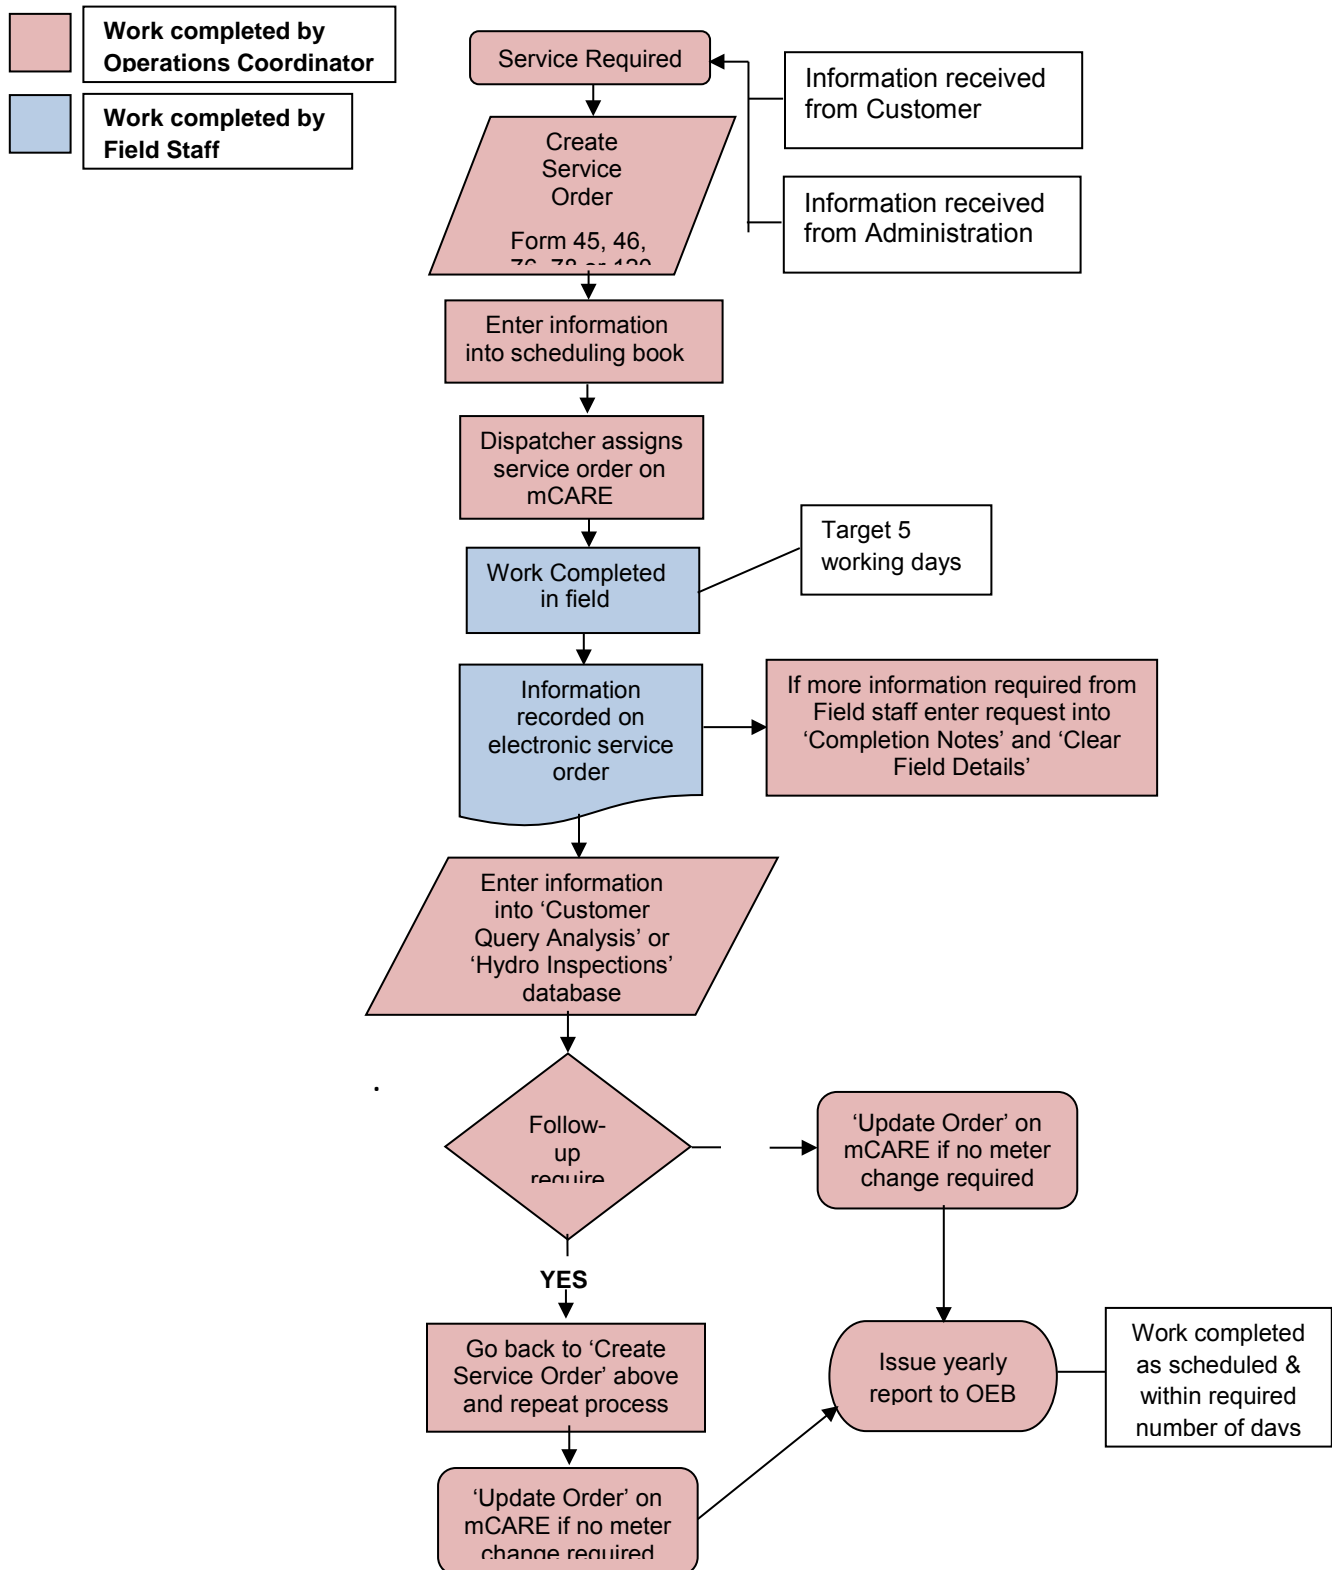 Work completed by
Operations Coordinator
Work completed by
Field Staff
Service Required
Information received
from Customer
Create
Service
Order
Form 45, 46,
76, 78 or 120
Information received
from Administration
Enter information
into scheduling book
Dispatcher assigns
service order on
mCARE
Target 5
working days
Work Completed
in field
Information
recorded on
electronic service
order
If more information required from
Field staff enter request into
‘Completion Notes’ and ‘Clear
Field Details’
Enter information
into ‘Customer
Query Analysis’ or
‘Hydro Inspections’
database
.
Follow-
up
require
‘Update Order’ on
mCARE if no meter
change required
YES
Go back to ‘Create
Service Order’ above
and repeat process
Issue yearly
report to OEB
Work completed
as scheduled &
within required
number of days
‘Update Order’ on
mCARE if no meter
change required